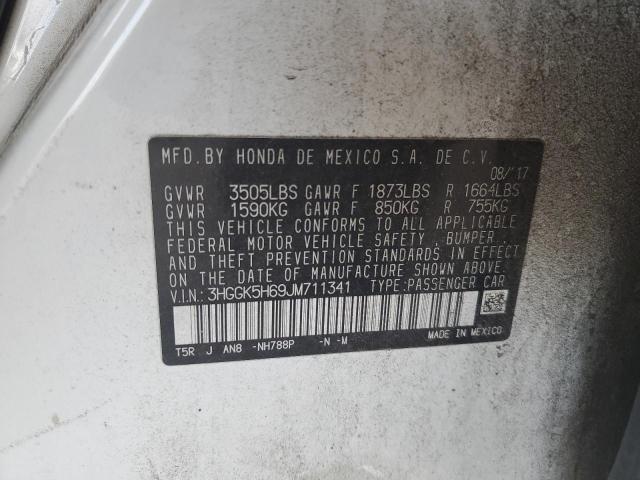 MFD. BY HONDA DE MEXICO S.A. DE C.V.
08/'17
GVWR 3505LBS GAWR F 1873LBS R 1664LBS
GVWR 1590KG GAWR F 850KG R 755KG
THIS VEHICLE CONFORMS TO ALL APPLICABLE
FEDERAL MOTOR VEHICLE SAFETY , BUMPER ,
AND THEFT PREVENTION STANDARDS IN EFFECT
ON THE DATE OF MANUFACTURE SHOWN ABOVE.
V.I.N.: 3HGGK5H69JM711341 TYPE:PASSENGER CAR
T5R J AN8 -NH788P -N -M
MADE IN MEXICO